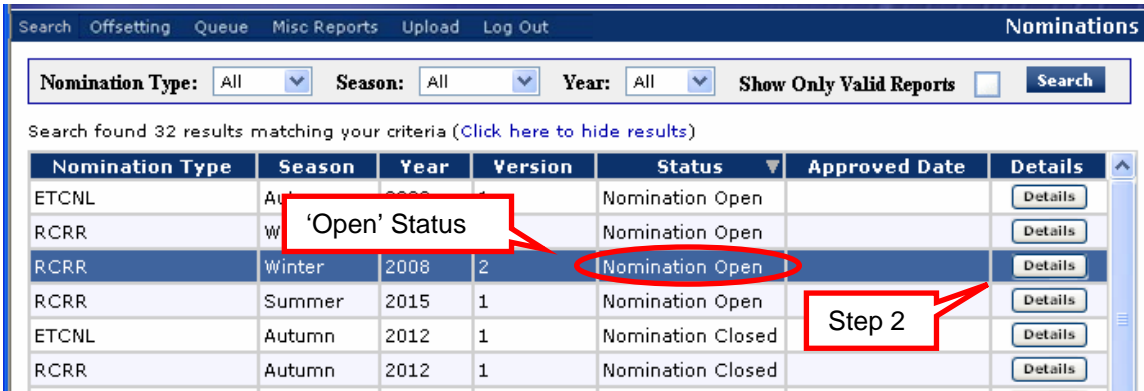 Search Offsetting Queue Misc Reports Upload Log Out Nominations
Nomination Type: All Season: All Year: All Show Only Valid Reports Search
Search found 32 results matching your criteria (Click here to hide results)
Nomination Type Season Year Version Status Approved Date Details
ETCNL Nomination Open Details
RCRR Nomination Open Details
‘Open’ Status
RCRR Winter 2008 2 Nomination Open Details
RCRR Summer 2015 1 Nomination Open Details
Step 2
ETCNL Autumn 2012 1 Nomination Closed Details
RCRR Autumn 2012 1 Nomination Closed Details